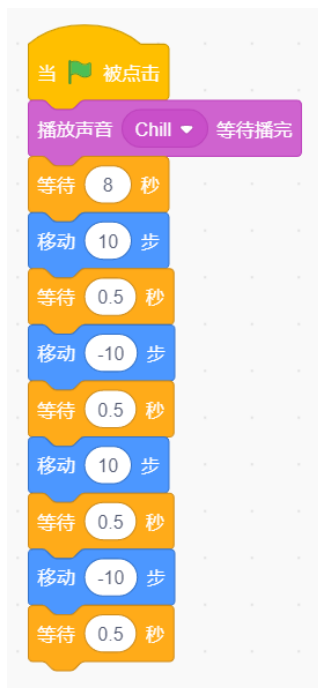 当 被点击
播放声音 Chill 等待播完
等待 8 秒
移动 10 步
等待 0.5 秒
移动 -10 步
等待 0.5 秒
移动 10 步
等待 0.5 秒
移动 -10 步
等待 0.5 秒